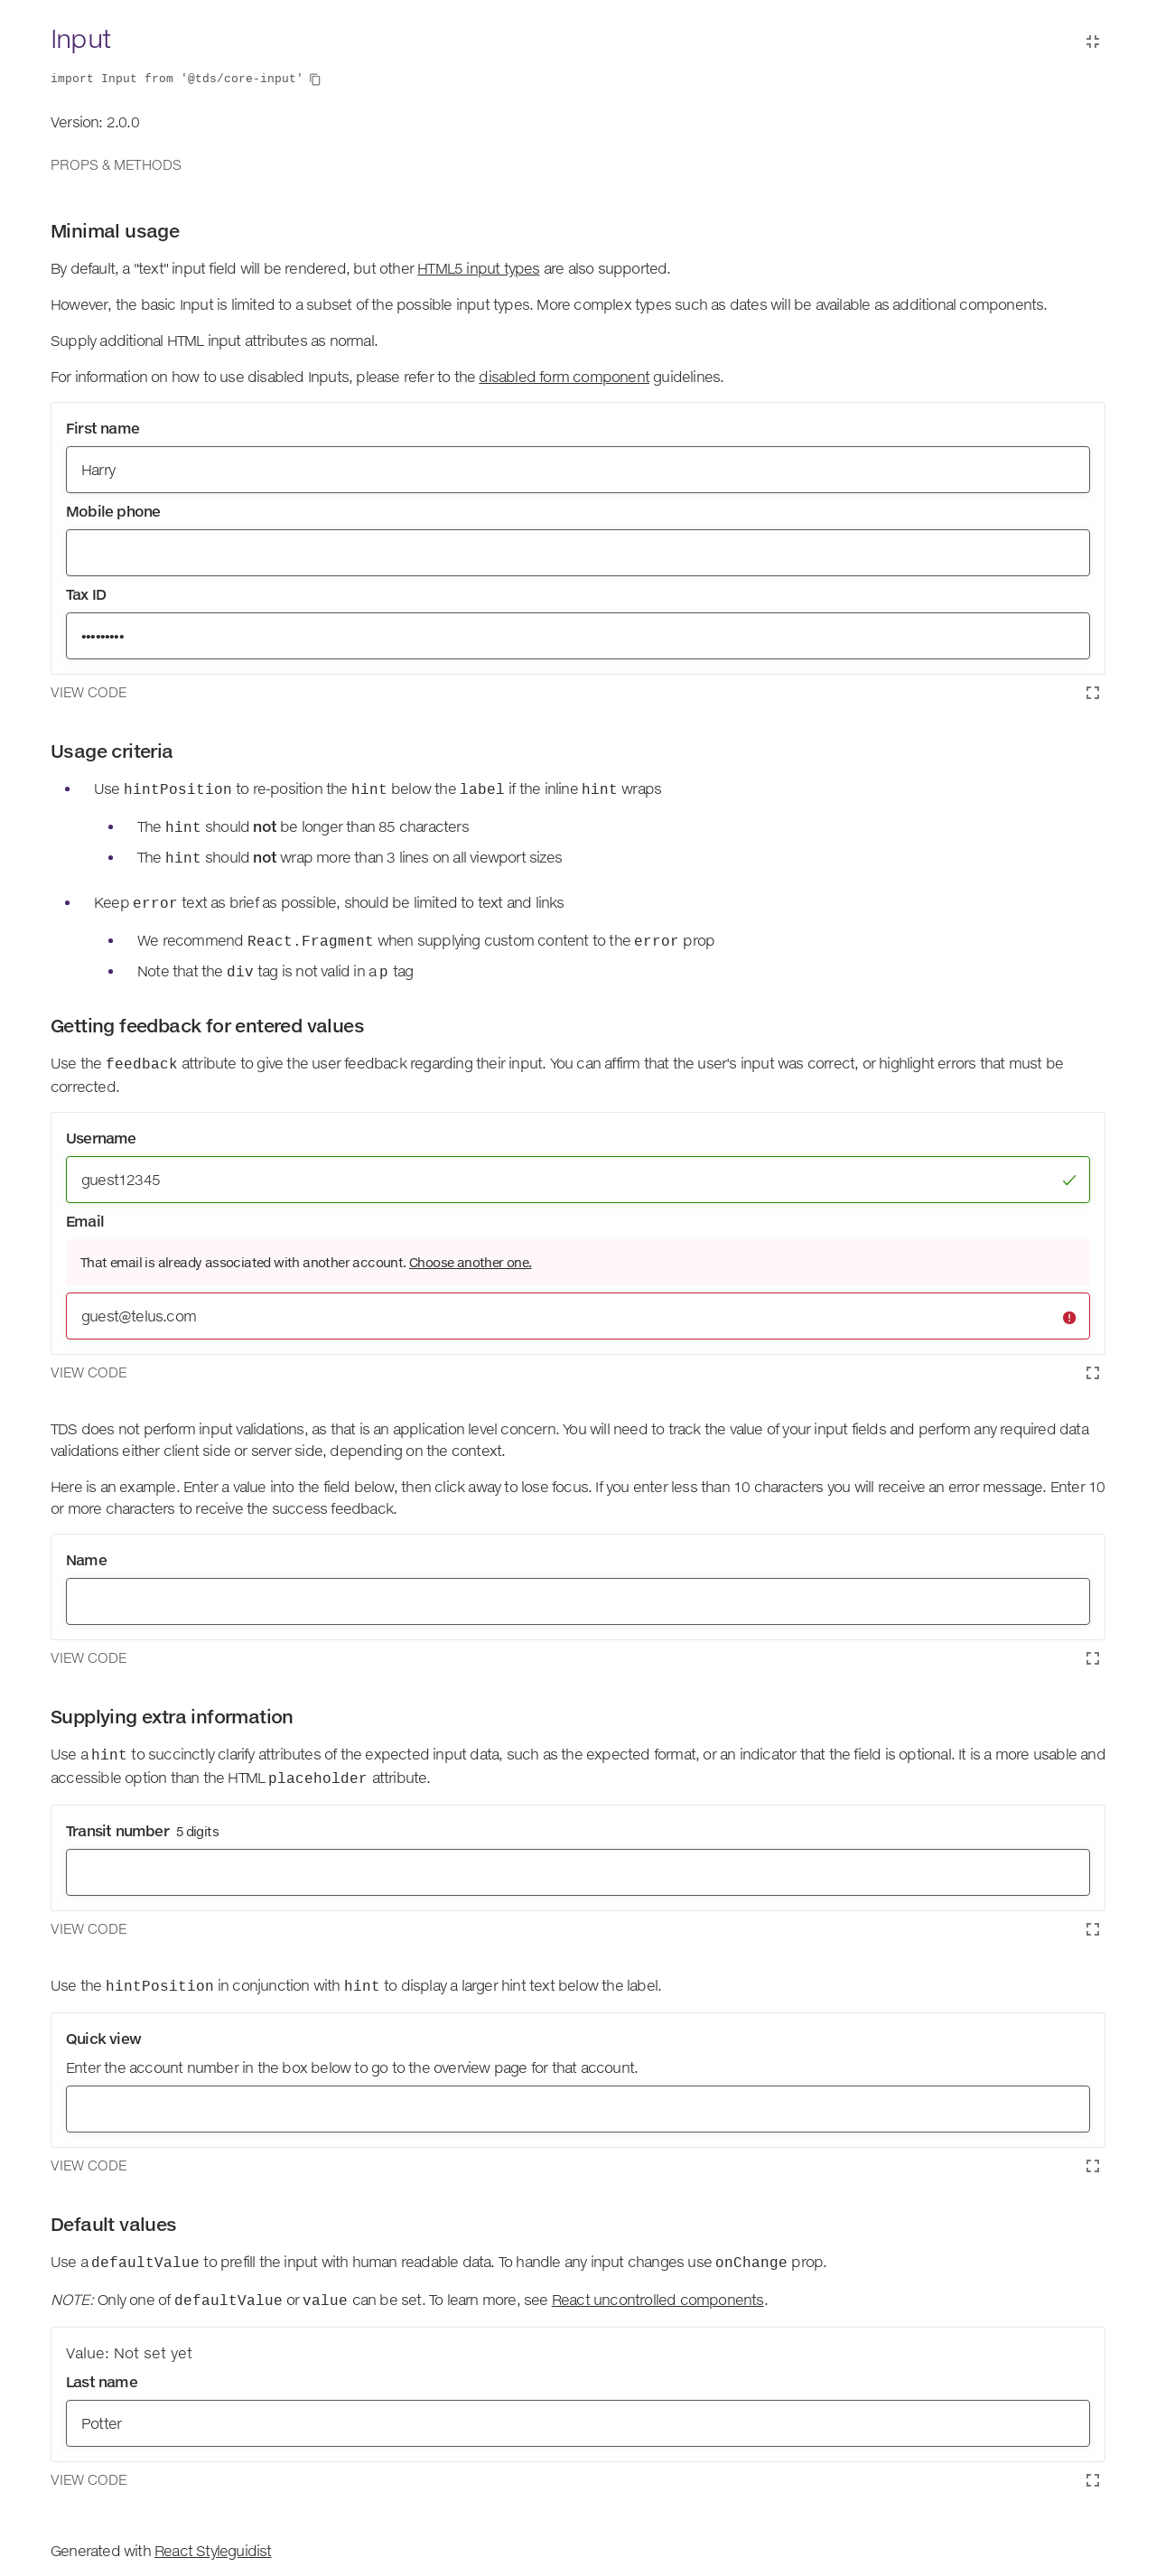 Input
import Input from '@tds/core-input'
Version: 2.0.0
PROPS & METHODS
Minimal usage
By default, a "text" input field will be rendered, but other HTML5 input types are also supported.
However, the basic Input is limited to a subset of the possible input types. More complex types such as dates will be available as additional components.
Supply additional HTML input attributes as normal.
For information on how to use disabled Inputs, please refer to the disabled form component guidelines.
First name
Harry
Mobile phone
Tax ID
•••••••••
VIEW CODE
Usage criteria
• Use hintPosition to re-position the hint below the label if the inline hint wraps
• The hint should not be longer than 85 characters
• The hint should not wrap more than 3 lines on all viewport sizes
• Keep error text as brief as possible, should be limited to text and links
• We recommend React.Fragment when supplying custom content to the error prop
• Note that the div tag is not valid in a p tag
Getting feedback for entered values
Use the feedback attribute to give the user feedback regarding their input. You can affirm that the user's input was correct, or highlight errors that must be
corrected.
Username
guest12345
Email
That email is already associated with another account. Choose another one.
guest@telus.com
VIEW CODE
TDS does not perform input validations, as that is an application level concern. You will need to track the value of your input fields and perform any required data
validations either client side or server side, depending on the context.
Here is an example. Enter a value into the field below, then click away to lose focus. If you enter less than 10 characters you will receive an error message. Enter 10
or more characters to receive the success feedback.
Name
VIEW CODE
Supplying extra information
Use a hint to succinctly clarify attributes of the expected input data, such as the expected format, or an indicator that the field is optional. It is a more usable and
accessible option than the HTML placeholder attribute.
Transit number 5 digits
VIEW CODE
Use the hintPosition in conjunction with hint to display a larger hint text below the label.
Quick view
Enter the account number in the box below to go to the overview page for that account.
VIEW CODE
Default values
Use a defaultValue to prefill the input with human readable data. To handle any input changes use onChange prop.
NOTE: Only one of defaultValue or value can be set. To learn more, see React uncontrolled components.
Value: Not set yet
Last name
Potter
VIEW CODE
Generated with React Styleguidist